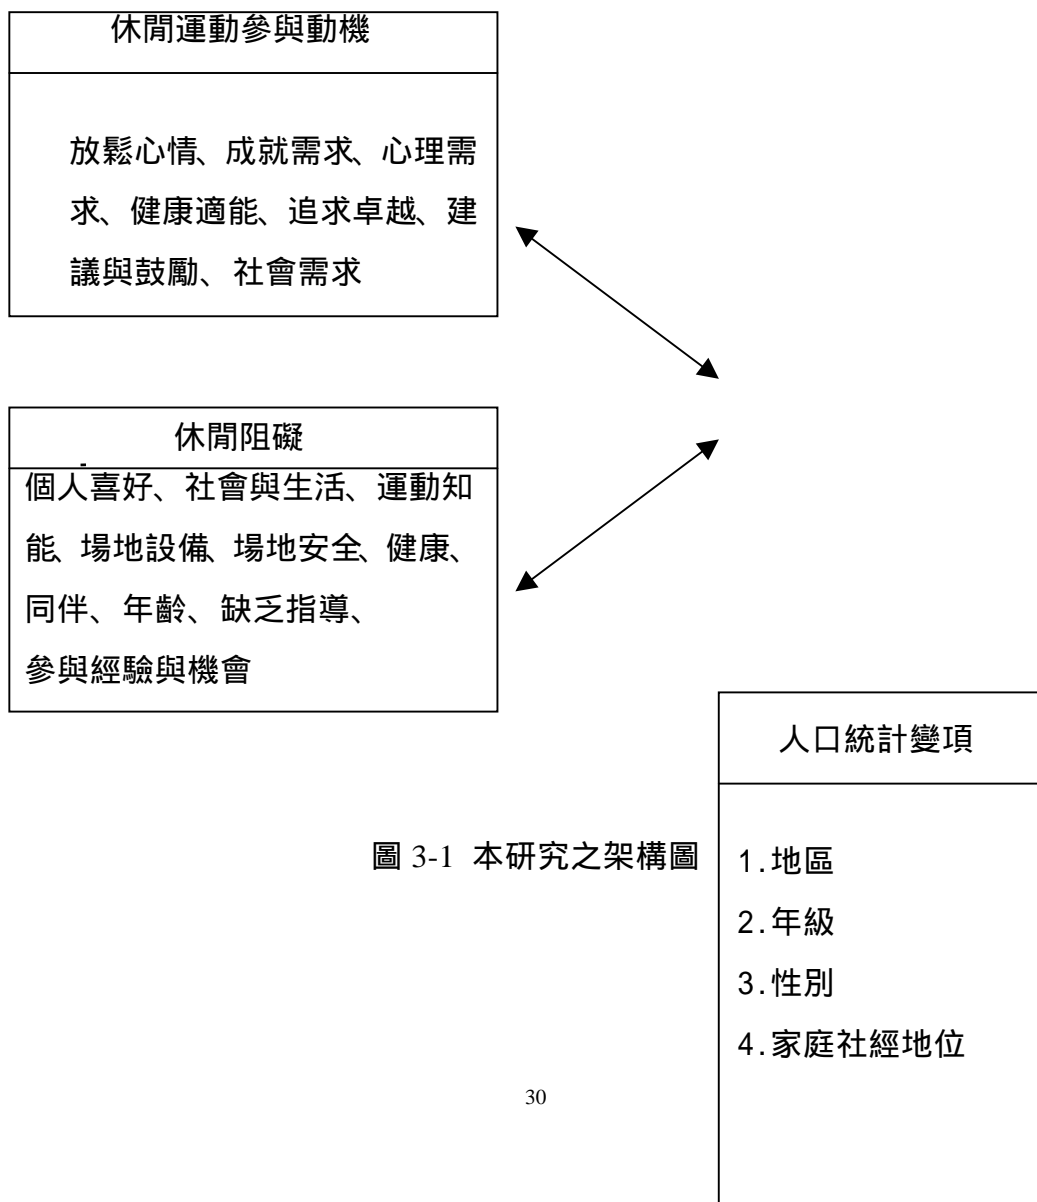 休閒運動參與動機
放鬆心情、成就需求、心理需
求、健康適能、追求卓越、建
議與鼓勵、社會需求
休閒阻礙
個人喜好、社會與生活、運動知
能、場地設備、場地安全、健康、
同伴、年齡、缺乏指導、
參與經驗與機會
人口統計變項
1.地區
2.年級
3.性別
4.家庭社經地位
圖 3-1 本研究之架構圖
30